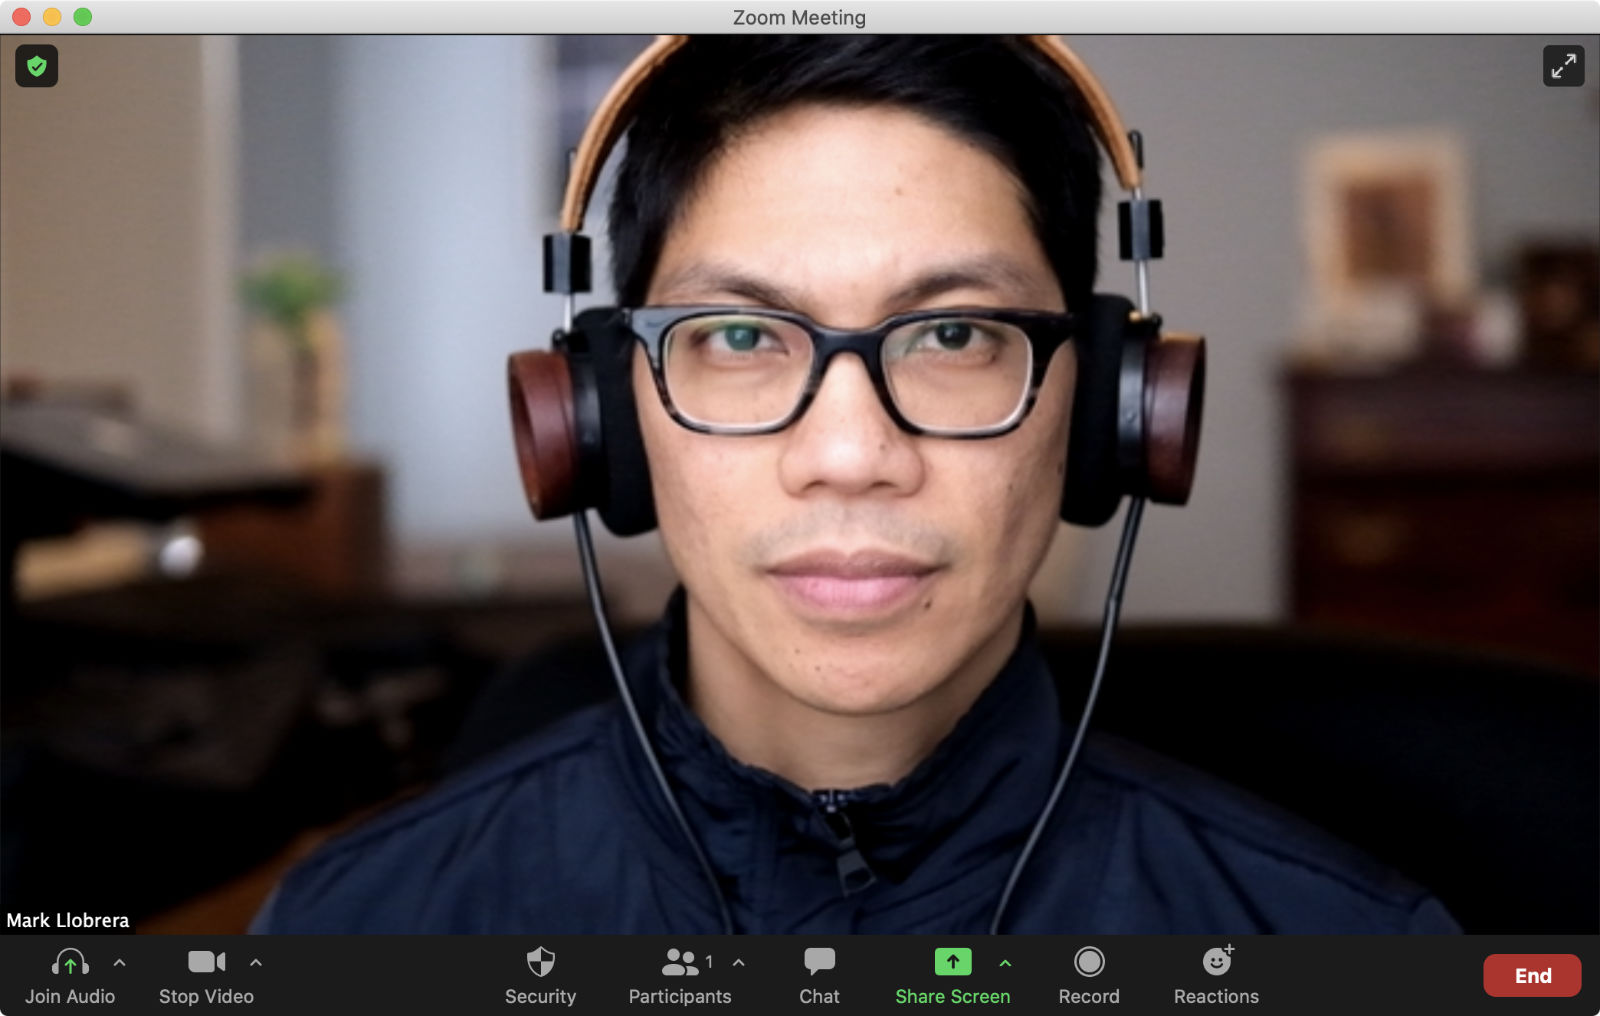 Zoom Meeting
Mark Llobrera
Join Audio
Stop Video
Security
Participants
1
Chat
Share Screen
Record
Reactions
End